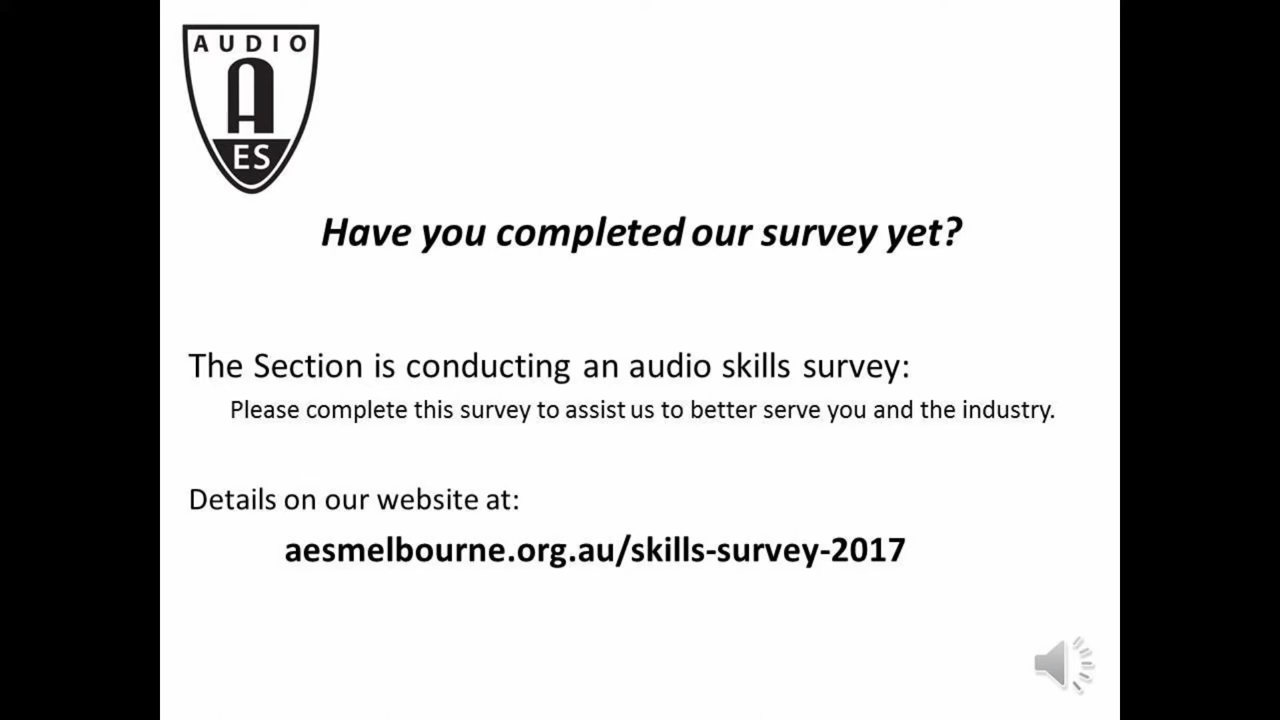 AUDIO
A
ES
Have you completed our survey yet?
The Section is conducting an audio skills survey:
Please complete this survey to assist us to better serve you and the industry.
Details on our website at:
aesmelbourne.org.au/skills-survey-2017